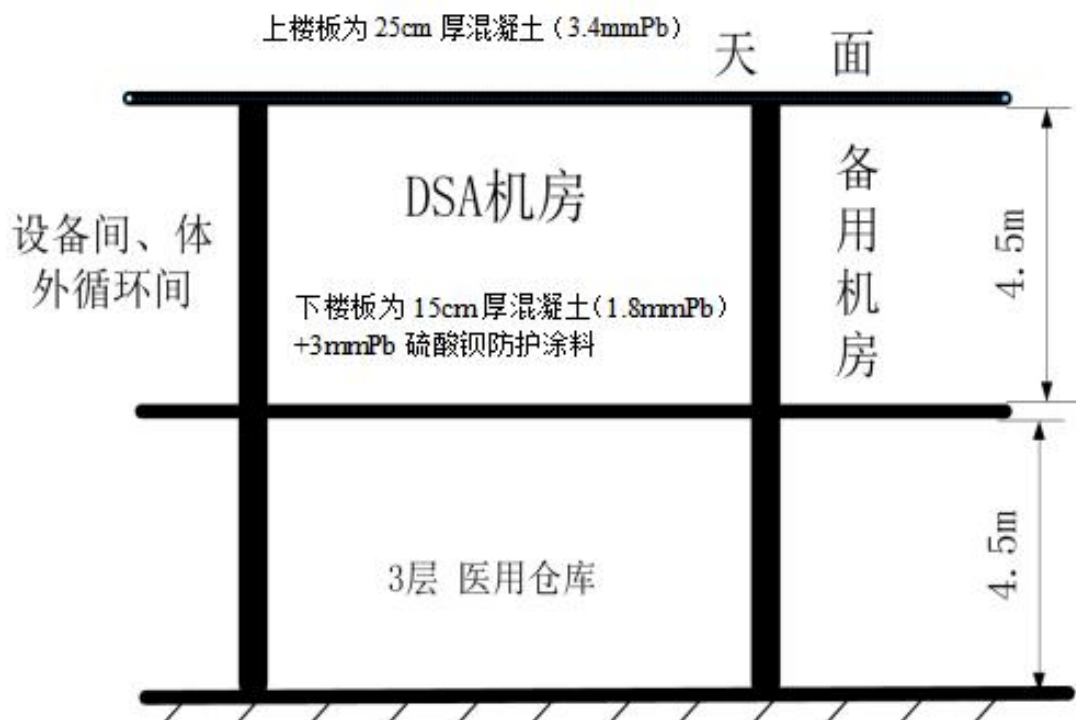 上楼板为 25cm 厚混凝土（3.4mmPb）
天 面
DSA机房
备用机房
4.5m
设备间、体
外循环间
下楼板为 15cm 厚混凝土(1.8mmPb)
+3mmPb 硫酸钡防护涂料
3层 医用仓库
4.5m